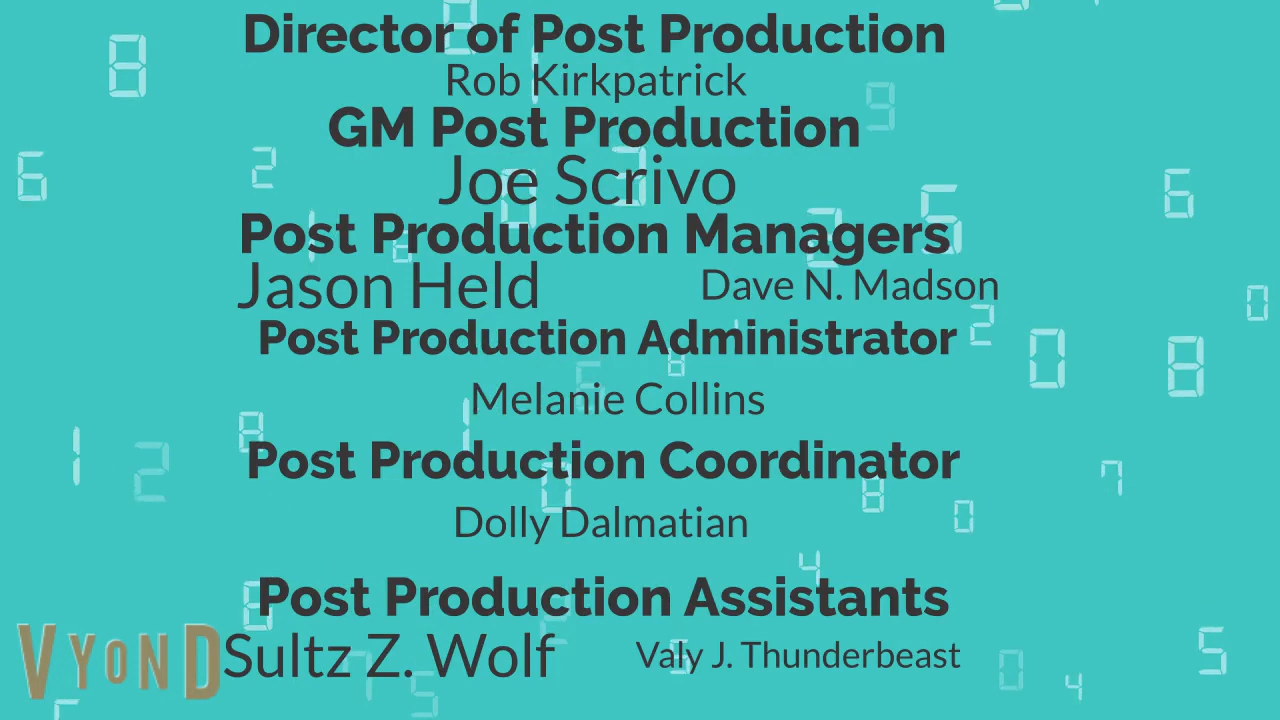 Director of Post Production
Rob Kirkpatrick
GM Post Production
Joe Scrivo
Post Production Managers
Jason Held Dave N. Madson
Post Production Administrator
Melanie Collins
Post Production Coordinator
Dolly Dalmatian
Post Production Assistants
Sultz Z. Wolf Valy J. Thunderbeast
VYOND